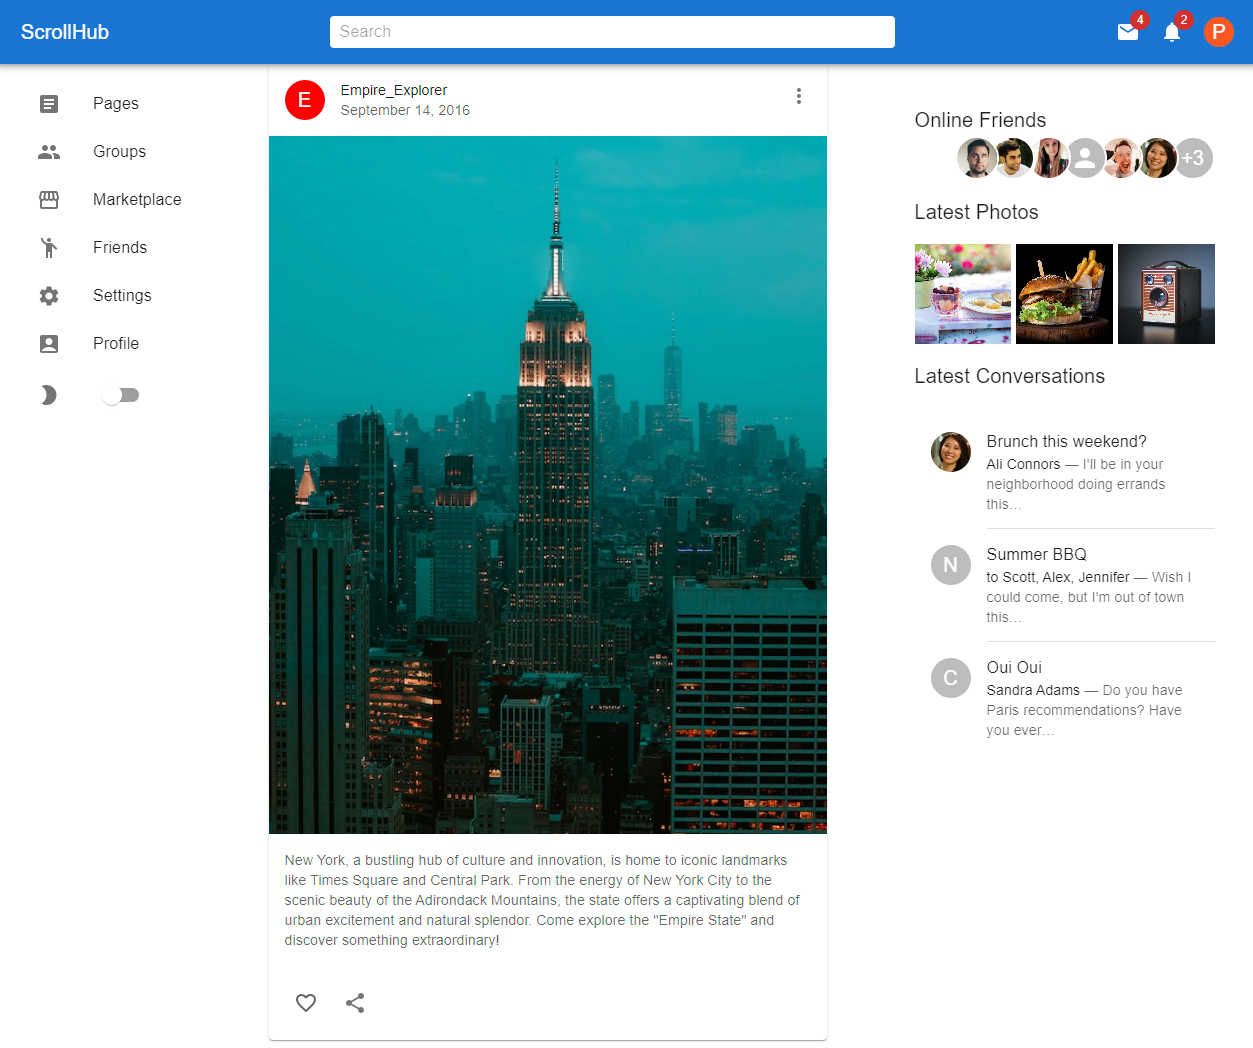 ScrollHub
Search
4
2
P
Pages
Groups
Marketplace
Friends
Settings
Profile
E
Empire_Explorer
September 14, 2016
New York, a bustling hub of culture and innovation, is home to iconic landmarks
like Times Square and Central Park. From the energy of New York City to the
scenic beauty of the Adirondack Mountains, the state offers a captivating blend of
urban excitement and natural splendor. Come explore the "Empire State" and
discover something extraordinary!
Online Friends
+3
Latest Photos
Latest Conversations
Brunch this weekend?
Ali Connors — I'll be in your
neighborhood doing errands
this…
N
Summer BBQ
to Scott, Alex, Jennifer — Wish I
could come, but I'm out of town
this…
C
Oui Oui
Sandra Adams — Do you have
Paris recommendations? Have
you ever…